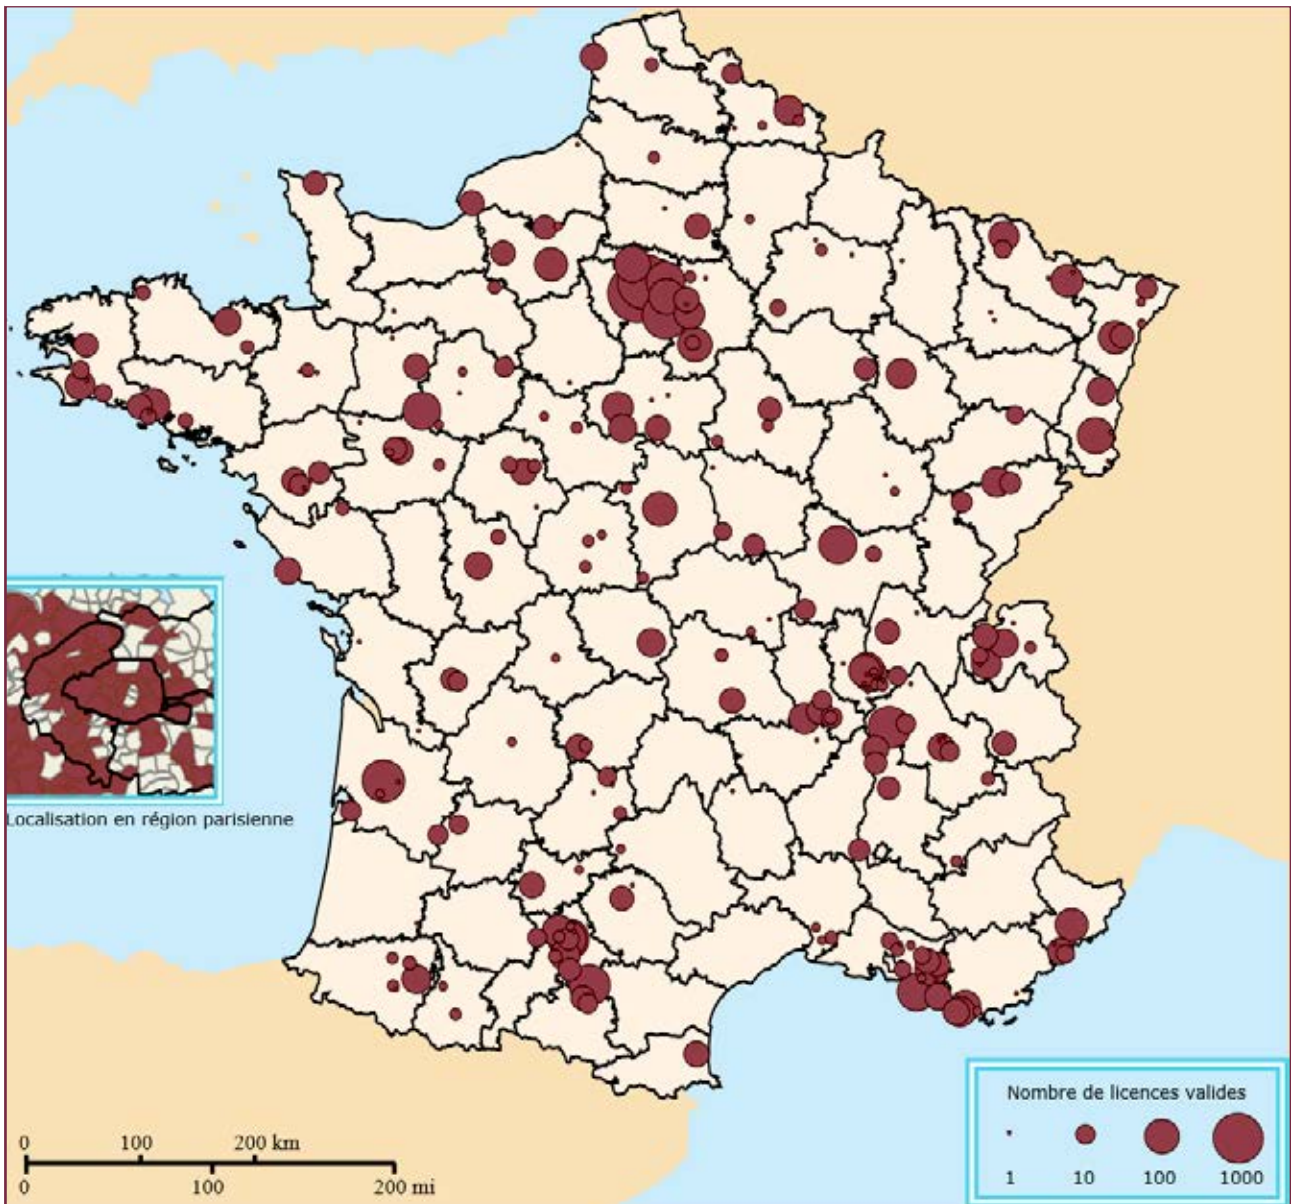 Localisation en région parisienne
Nombre de licences valides
1 10 100 1000
0 100 200 km
0 100 200 mi